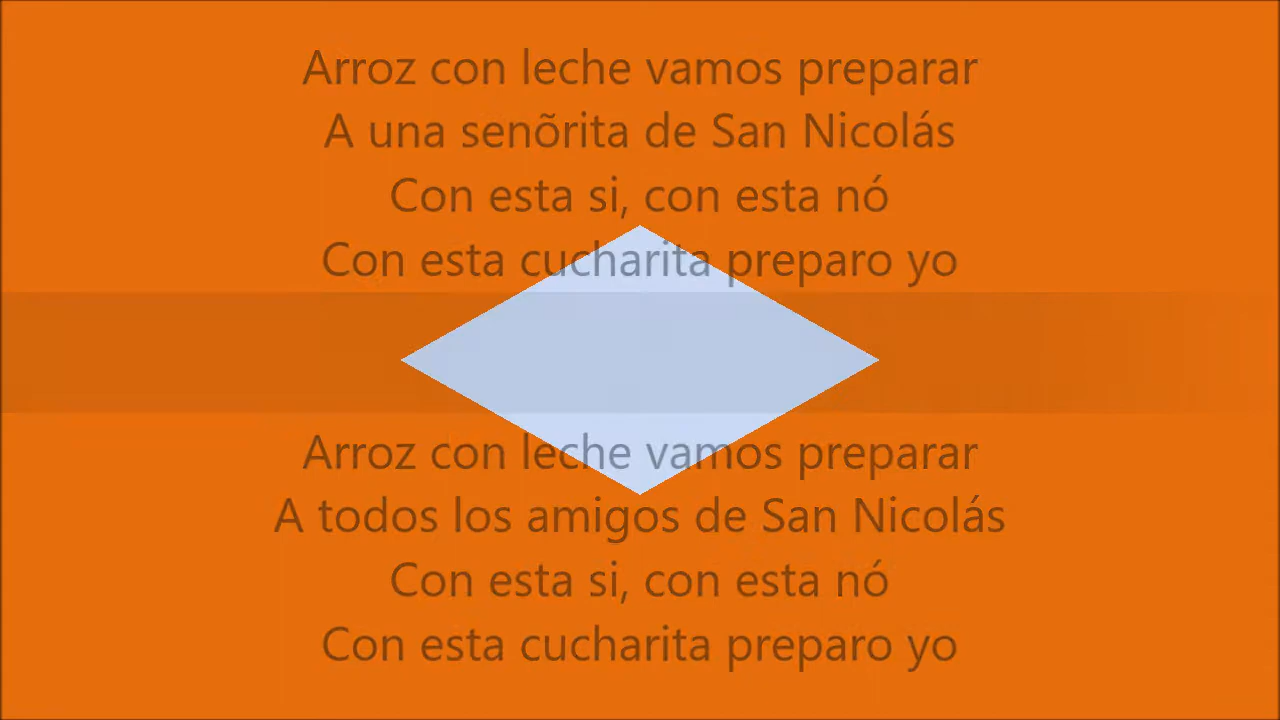 Arroz con leche vamos preparar
A una senõrita de San Nicolás
Con esta si, con esta nó
Con esta cucharita preparo yo
Arroz con leche vamos preparar
A todos los amigos de San Nicolás
Con esta si, con esta nó
Con esta cucharita preparo yo